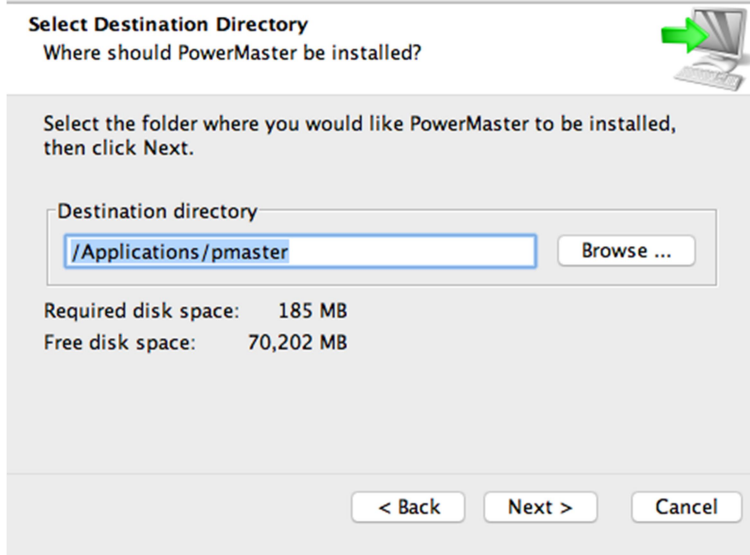 Select Destination Directory
Where should PowerMaster be installed?
Select the folder where you would like PowerMaster to be installed,
then click Next.
Destination directory
/Applications/pmaster
Browse ...
Required disk space: 185 MB
Free disk space: 70,202 MB
< Back
Next >
Cancel